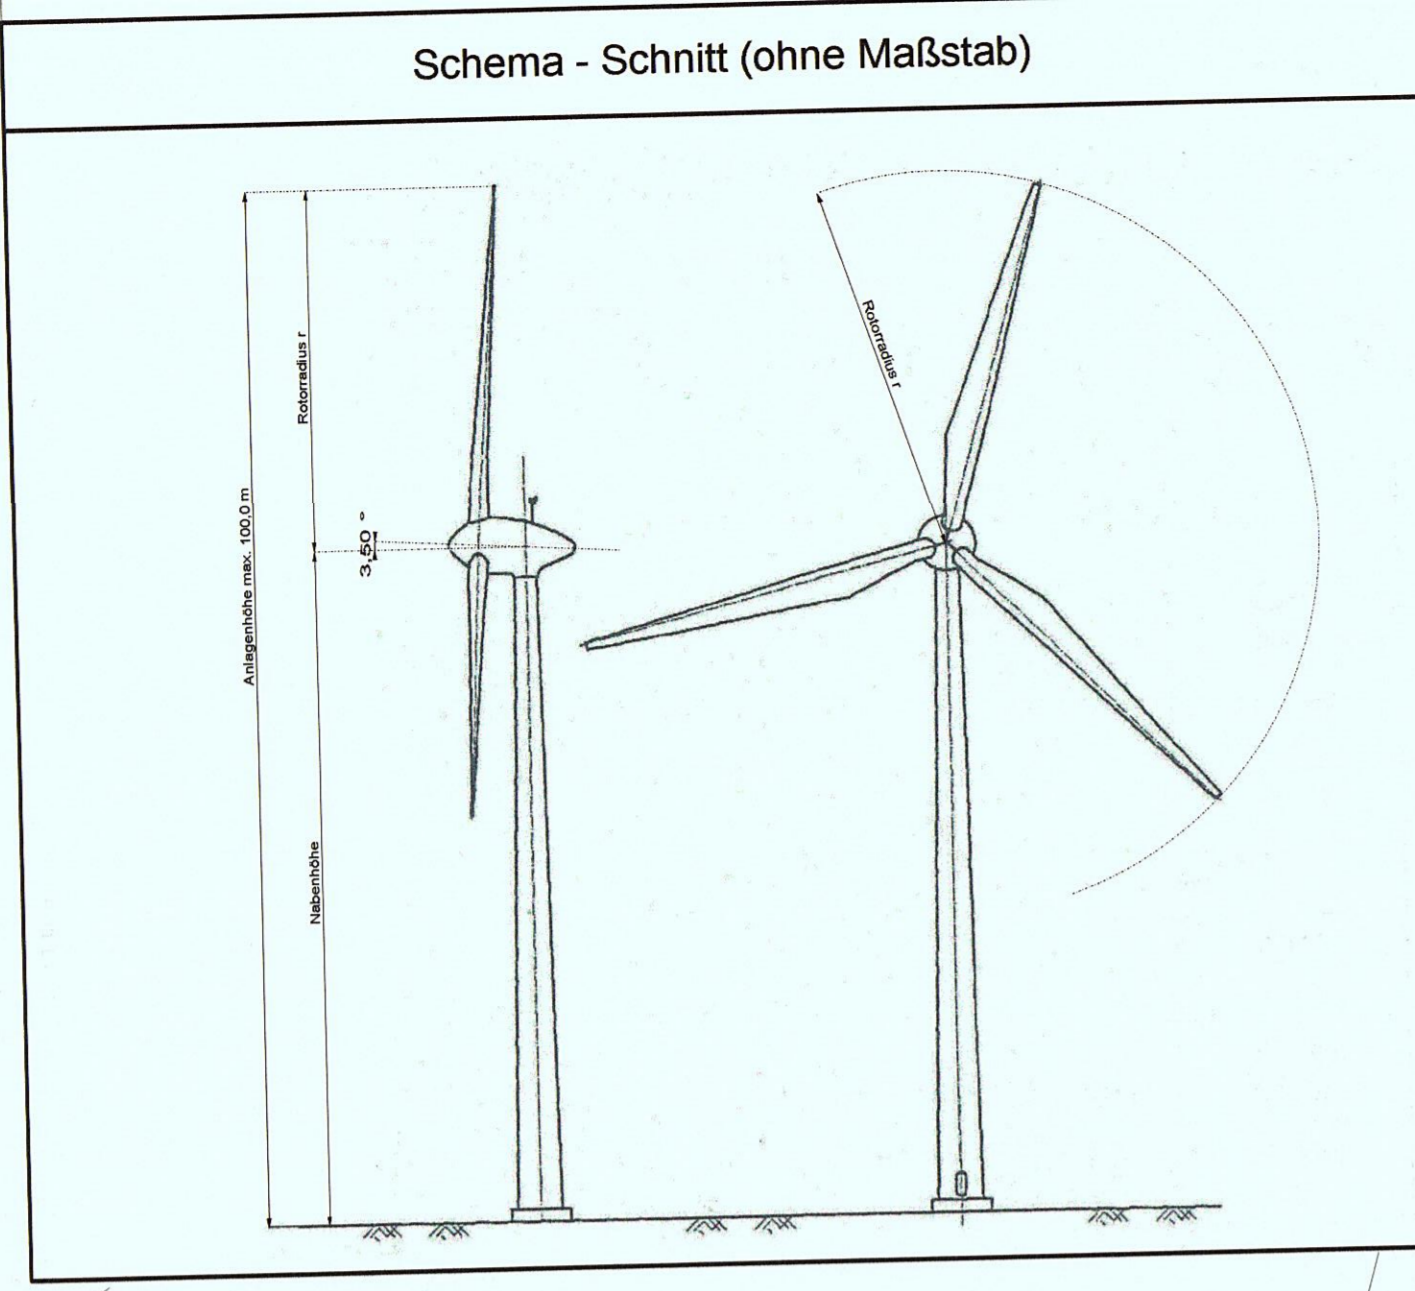 Schema - Schnitt (ohne Maßstab)
Anlagenhöhe max. 100,0 m
Rotorradius r
Nabenhöhe
3,50 °
Rotorradius r